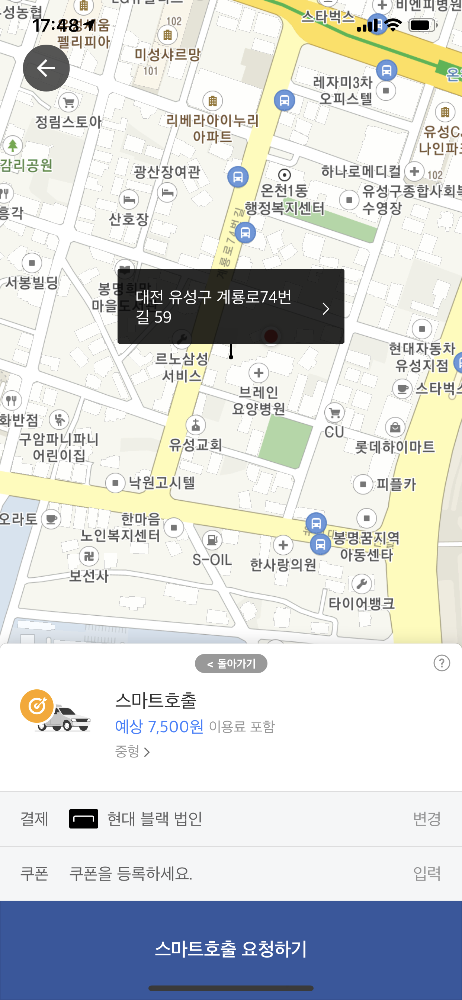 유성농협
비엔피병원
스타벅스
17:48
102
펠리피아
미성샤르망
101
레자미3차
오피스텔
정림스토아
리베라아이누리
아파트
감리공원
광산장여관
하나로메디컬
102
온천1동
행정복지센터
수영장
흥각
산호장
계룡로74번길
서봉빌딩
봉명희망
마을도서관
대전 유성구 계룡로74번
길 59
르노삼성
서비스
현대자동차
유성지점
스타벅스
브레인
요양병원
화반점
구암파니파니
어린이집
CU
유성교회
롯데하이마트
낙원고시텔
피플카
오라토
한마음
노인복지센터
봉명꿈지역
아동센타
S-OIL
한사랑의원
보선사
타이어뱅크
< 돌아가기
?
스마트호출
예상 7,500원 이용료 포함
중형 >
결제 현대 블랙 법인 변경
쿠폰 쿠폰을 등록하세요. 입력
스마트호출 요청하기